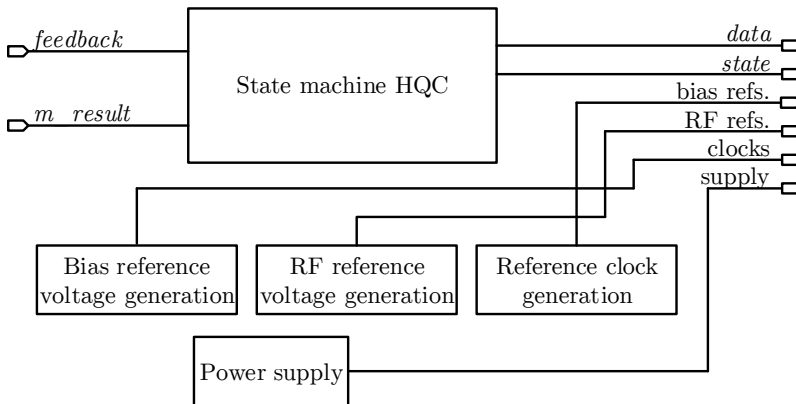 feedback
m_result
State machine HQC
data
state
bias refs.
RF refs.
clocks
supply
Bias reference
voltage generation
RF reference
voltage generation
Reference clock
generation
Power supply